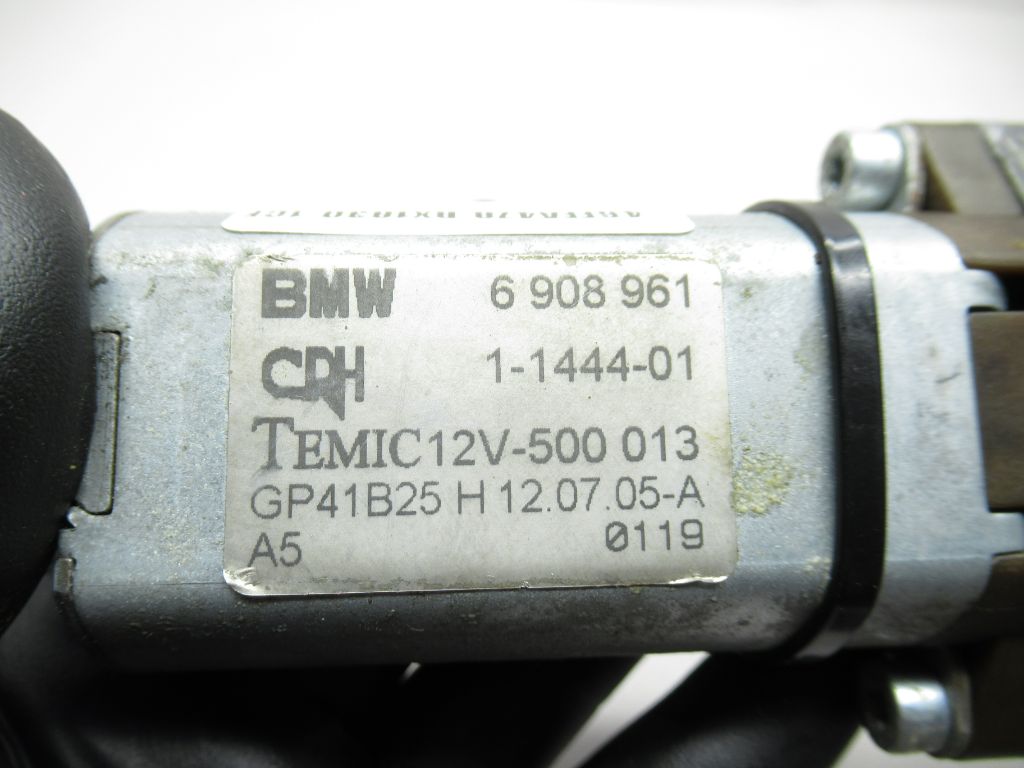 BMW 6 908 961
CPH 1-1444-01
TEMIC 12V-500 013
GP41B25 H 12.07.05-A
A5 0119